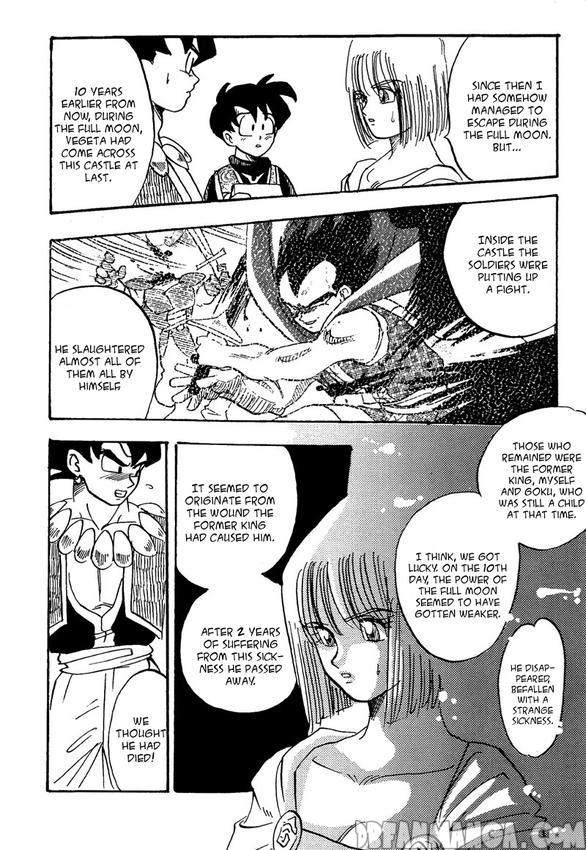 SINCE THEN I
HAD SOMEHOW
MANAGED TO
ESCAPE DURING
THE FULL MOON.
BUT...
10 YEARS
EARLIER FROM
NOW, DURING
THE FULL MOON,
VEGETA HAD
COME ACROSS
THIS CASTLE AT
LAST.
INSIDE THE
CASTLE THE
SOLDIERS WERE
PUTTING UP
A FIGHT.
HE SLAUGHTERED
ALMOST ALL OF
THEM ALL BY
HIMSELF
THOSE WHO
REMAINED WERE
THE FORMER
KING, MYSELF
AND GOKU, WHO
WAS STILL A CHILD
AT THAT TIME.
I THINK, WE GOT
LUCKY. ON THE 10TH
DAY, THE POWER OF
THE FULL MOON
SEEMED TO HAVE
GOTTEN WEAKER.
HE DISAP-
PEARED,
BEFALLEN
WITH A
STRANGE
SICKNESS.
IT SEEMED TO
ORIGINATE FROM
THE WOUND THE
FORMER KING
HAD CAUSED HIM.
AFTER 2 YEARS
OF SUFFERING
FROM THIS SICK-
NESS HE PASSED
AWAY.
WE
THOUGHT
HE HAD
DIED!
DBFANMANGA.COM